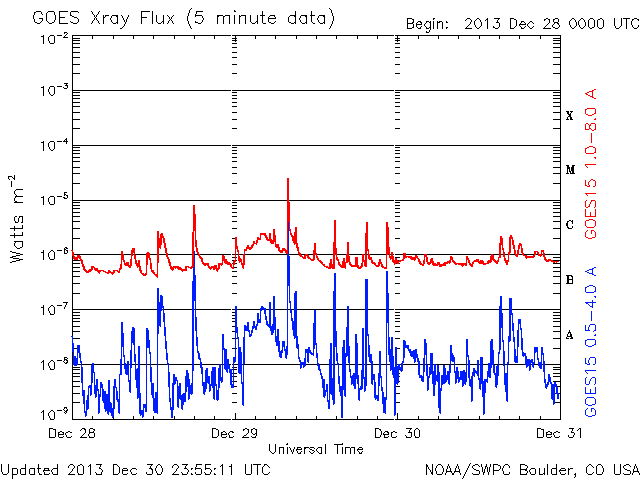 GOES Xray Flux (5 minute data)
Begin: 2013 Dec 28 0000 UTC
10⁻²
10⁻³
10⁻⁴
10⁻⁵
10⁻⁶
10⁻⁷
10⁻⁸
10⁻⁹
Watts m⁻²
X
M
C
B
A
GOES15 1.0–8.0 A
GOES15 0.5–4.0 A
Dec 28
Dec 29
Dec 30
Dec 31
Universal Time
Updated 2013 Dec 30 23:55:11 UTC
NOAA/SWPC Boulder, CO USA